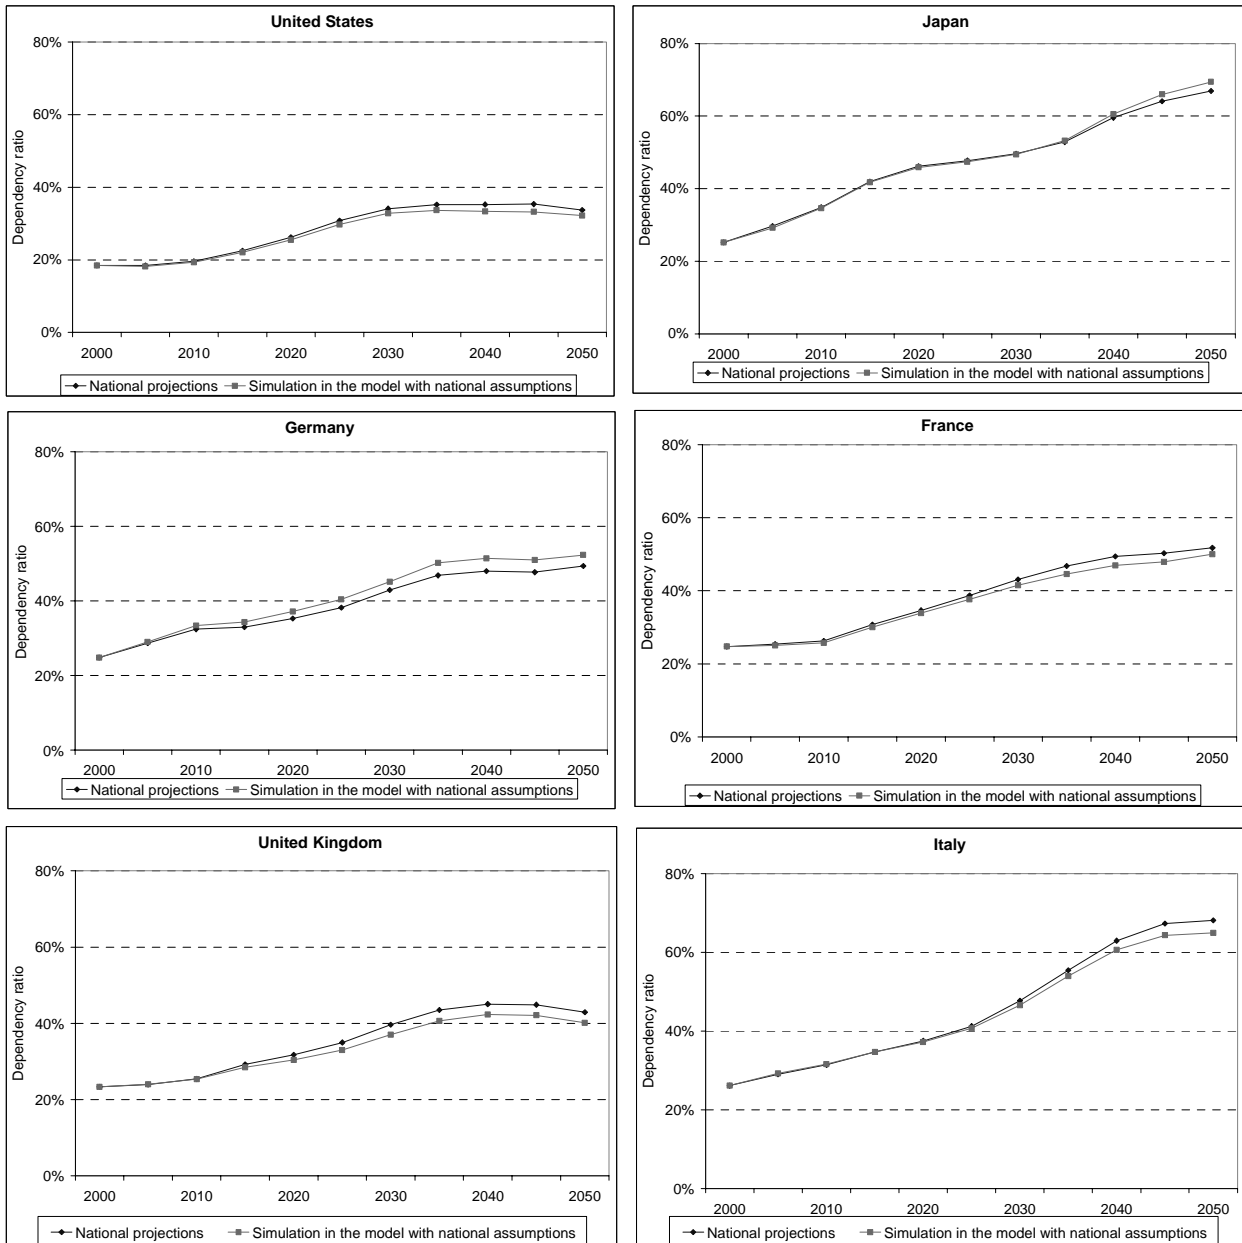 United States
80%
60%
40%
20%
0%
Dependency ratio
2000 2010 2020 2030 2040 2050
National projections Simulation in the model with national assumptions
Japan
80%
60%
40%
20%
0%
Dependency ratio
2000 2010 2020 2030 2040 2050
National projections Simulation in the model with national assumptions
Germany
80%
60%
40%
20%
0%
Dependency ratio
2000 2010 2020 2030 2040 2050
National projections Simulation in the model with national assumptions
France
80%
60%
40%
20%
0%
Dependency ratio
2000 2010 2020 2030 2040 2050
National projections Simulation in the model with national assumptions
United Kingdom
80%
60%
40%
20%
0%
Dependency ratio
2000 2010 2020 2030 2040 2050
National projections Simulation in the model with national assumptions
Italy
80%
60%
40%
20%
0%
Dependency ratio
2000 2010 2020 2030 2040 2050
National projections Simulation in the model with national assumptions